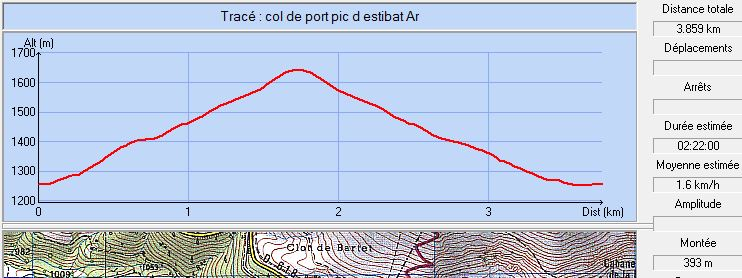 Tracé : col de port pic d estibat Ar
Alt (m)
1700
1600
1500
1400
1300
1200
0
1
2
3
Dist (km)
Distance totale
3.859 km
Déplacements
Arrêts
Durée estimée
02:22:00
Moyenne estimée
1.6 km/h
Amplitude
Montée
393 m
Clot de Bartet
D 618
1009